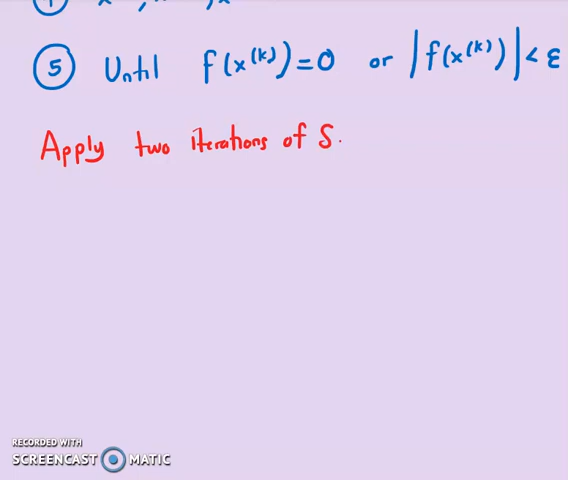 ⑤ Until f(x^(k))=0 or |f(x^(k))|<ε
Apply two iterations of S.
RECORDED WITH
SCREENCAST MATIC